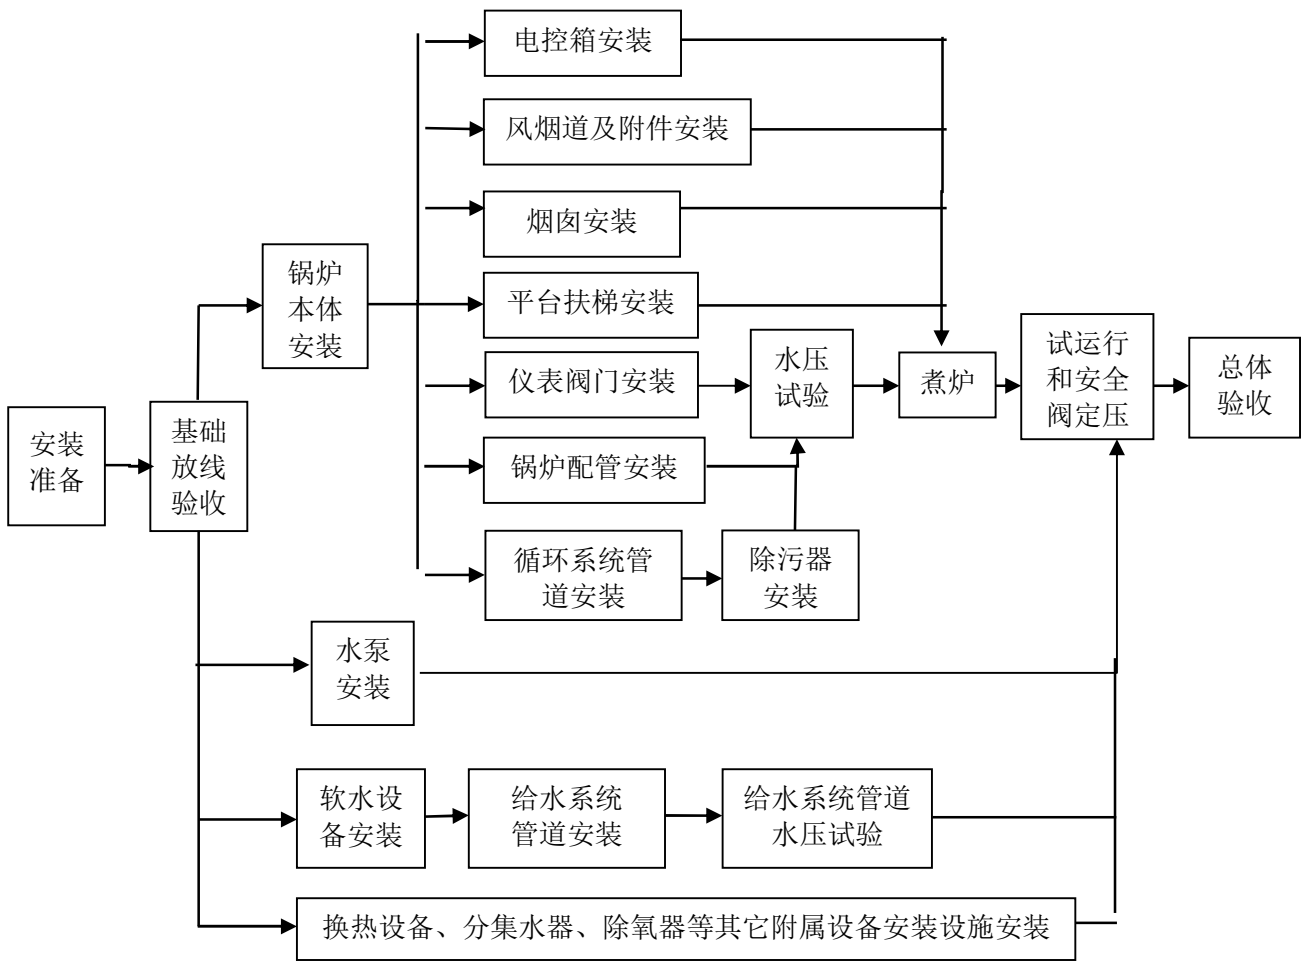 安装
准备
基础
放线
验收
锅炉
本体
安装
电控箱安装
风烟道及附件安装
烟囱安装
平台扶梯安装
仪表阀门安装
锅炉配管安装
循环系统管
道安装
除污器
安装
水压
试验
煮炉
试运行
和安全
阀定压
总体
验收
水泵
安装
软水设
备安装
给水系统
管道安装
给水系统管道
水压试验
换热设备、分集水器、除氧器等其它附属设备安装设施安装